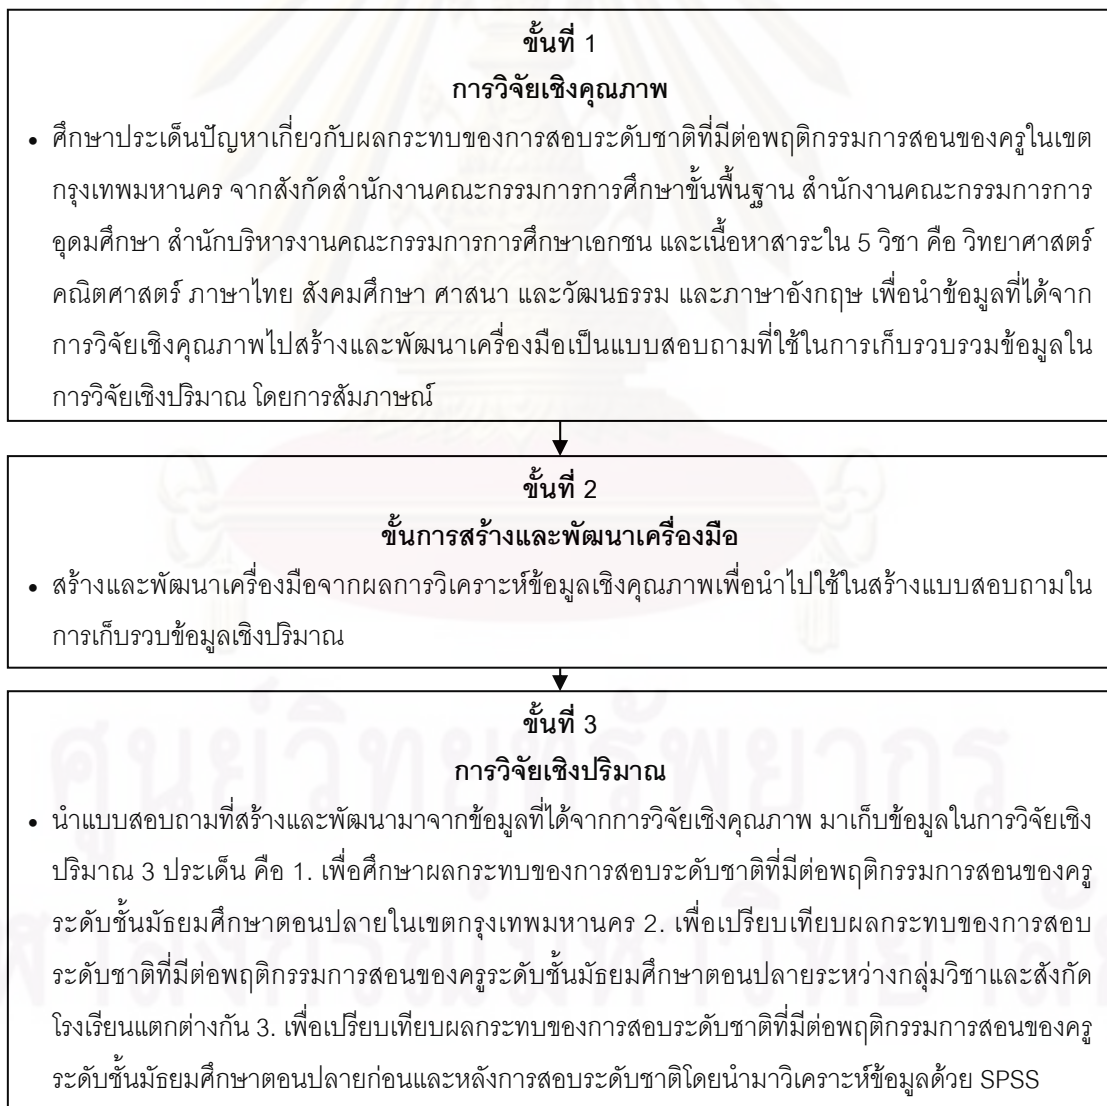 ขั้นที่ 1
การวิจัยเชิงคุณภาพ
• ศึกษาประเด็นปัญหาเกี่ยวกับผลกระทบของการสอบระดับชาติที่มีต่อพฤติกรรมการสอนของครูในเขต
กรุงเทพมหานคร จากสังกัดสำนักงานคณะกรรมการการศึกษาขั้นพื้นฐาน สำนักงานคณะกรรมการการ
อุดมศึกษา สำนักบริหารงานคณะกรรมการการศึกษาเอกชน และเนื้อหาสาระใน 5 วิชา คือ วิทยาศาสตร์
คณิตศาสตร์ ภาษาไทย สังคมศึกษา ศาสนา และวัฒนธรรม และภาษาอังกฤษ เพื่อนำข้อมูลที่ได้จาก
การวิจัยเชิงคุณภาพไปสร้างและพัฒนาเครื่องมือเป็นแบบสอบถามที่ใช้ในการเก็บรวบรวมข้อมูลใน
การวิจัยเชิงปริมาณ โดยการสัมภาษณ์
ขั้นที่ 2
ขั้นการสร้างและพัฒนาเครื่องมือ
• สร้างและพัฒนาเครื่องมือจากผลการวิเคราะห์ข้อมูลเชิงคุณภาพเพื่อนำไปใช้ในสร้างแบบสอบถามใน
การเก็บรวบข้อมูลเชิงปริมาณ
ขั้นที่ 3
การวิจัยเชิงปริมาณ
• นำแบบสอบถามที่สร้างและพัฒนามาจากข้อมูลที่ได้จากการวิจัยเชิงคุณภาพ มาเก็บข้อมูลในการวิจัยเชิง
ปริมาณ 3 ประเด็น คือ 1. เพื่อศึกษาผลกระทบของการสอบระดับชาติที่มีต่อพฤติกรรมการสอนของครู
ระดับชั้นมัธยมศึกษาตอนปลายในเขตกรุงเทพมหานคร 2. เพื่อเปรียบเทียบผลกระทบของการสอบ
ระดับชาติที่มีต่อพฤติกรรมการสอนของครูระดับชั้นมัธยมศึกษาตอนปลายระหว่างกลุ่มวิชาและสังกัด
โรงเรียนแตกต่างกัน 3. เพื่อเปรียบเทียบผลกระทบของการสอบระดับชาติที่มีต่อพฤติกรรมการสอนของครู
ระดับชั้นมัธยมศึกษาตอนปลายก่อนและหลังการสอบระดับชาติโดยนำมาวิเคราะห์ข้อมูลด้วย SPSS
ศูนย์วิทยทรัพยากร